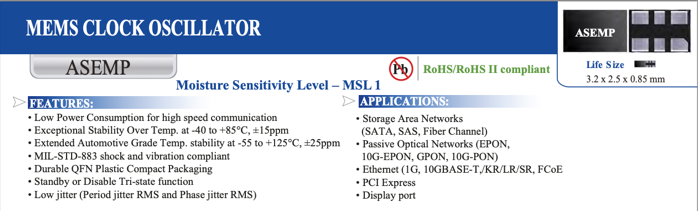 MEMS CLOCK OSCILLATOR
ASEMP
ASEMP
Pb
RoHS/RoHS II compliant
Life Size
3.2 x 2.5 x 0.85 mm
Moisture Sensitivity Level – MSL 1
FEATURES:
• Low Power Consumption for high speed communication
• Exceptional Stability Over Temp. at -40 to +85°C, ±15ppm
• Extended Automotive Grade Temp. stability at -55 to +125°C, ±25ppm
• MIL-STD-883 shock and vibration compliant
• Durable QFN Plastic Compact Packaging
• Standby or Disable Tri-state function
• Low jitter (Period jitter RMS and Phase jitter RMS)
APPLICATIONS:
• Storage Area Networks
(SATA, SAS, Fiber Channel)
• Passive Optical Networks (EPON,
10G-EPON, GPON, 10G-PON)
• Ethernet (1G, 10GBASE-T,/KR/LR/SR, FCoE
• PCI Express
• Display port